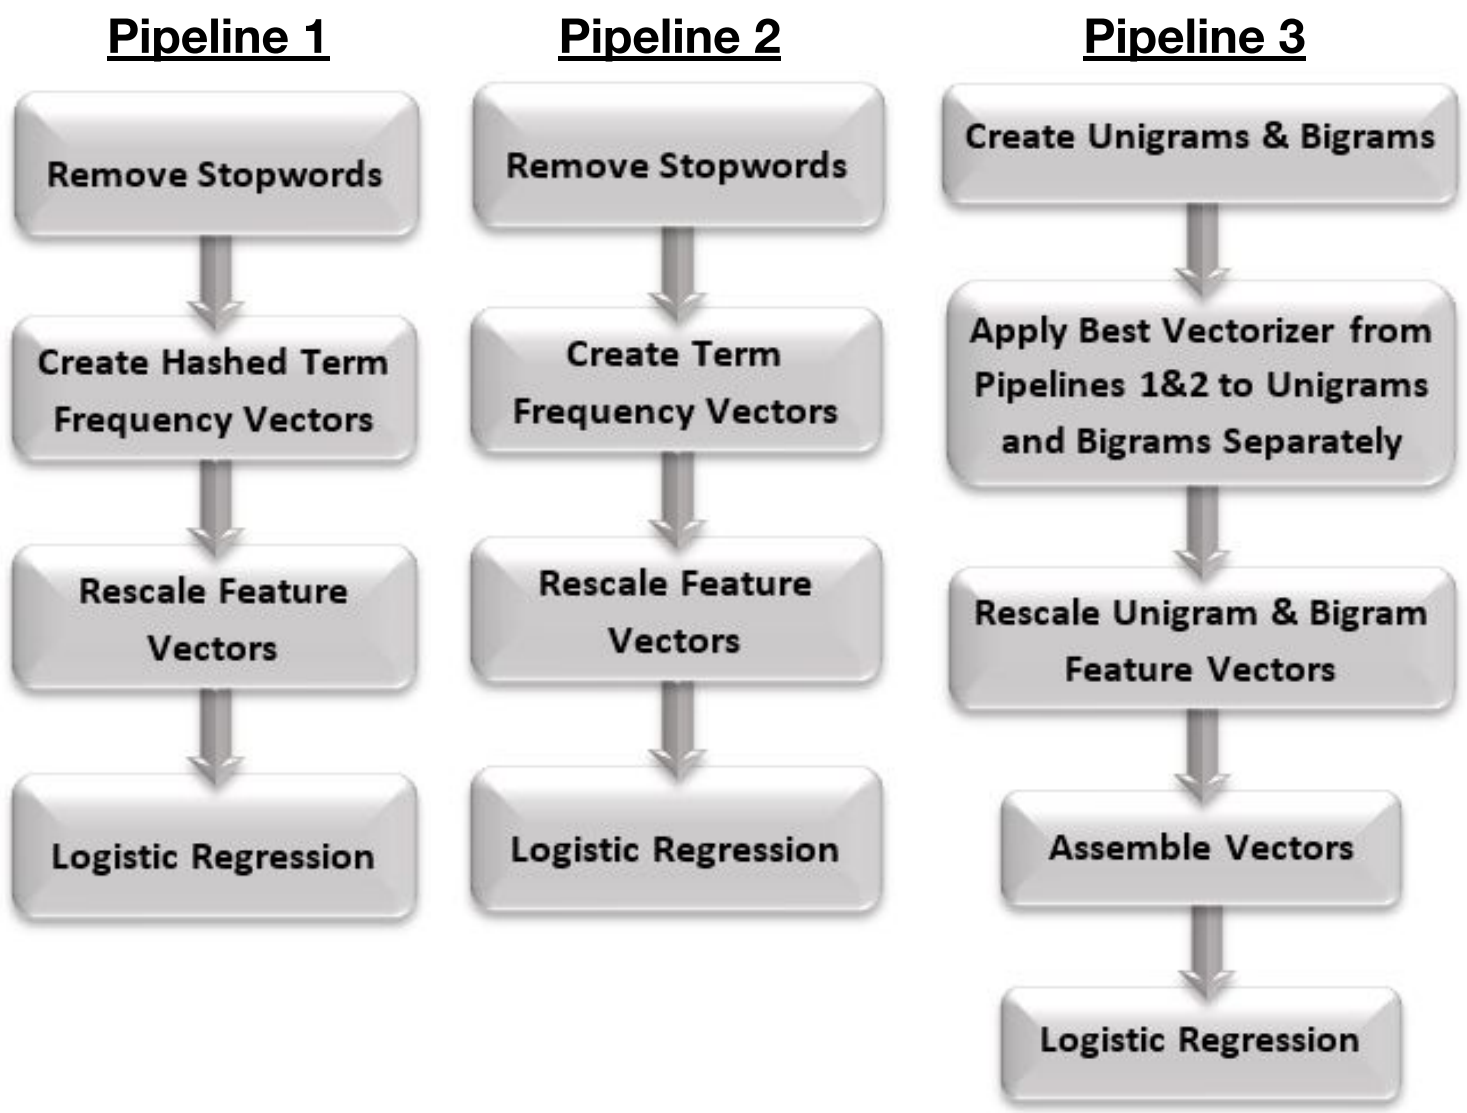 Pipeline 1
Remove Stopwords
Create Hashed Term
Frequency Vectors
Rescale Feature
Vectors
Logistic Regression
Pipeline 2
Remove Stopwords
Create Term
Frequency Vectors
Rescale Feature
Vectors
Logistic Regression
Pipeline 3
Create Unigrams & Bigrams
Apply Best Vectorizer from
Pipelines 1&2 to Unigrams
and Bigrams Separately
Rescale Unigram & Bigram
Feature Vectors
Assemble Vectors
Logistic Regression